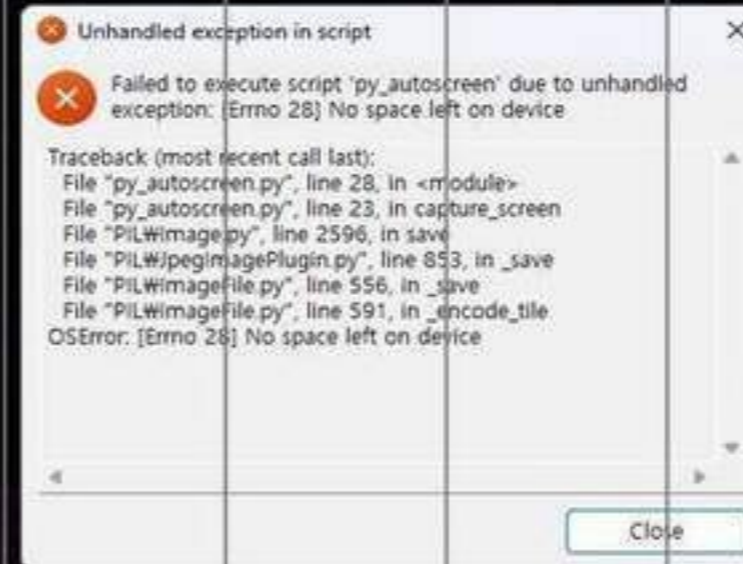 Unhandled exception in script
Failed to execute script 'py_autoscreen' due to unhandled
exception: [Errno 28] No space left on device
Traceback (most recent call last):
File "py_autoscreen.py", line 28, in <module>
File "py_autoscreen.py", line 23, in capture_screen
File "PIL₩Image.py", line 2596, in save
File "PIL₩JpegImagePlugin.py", line 853, in _save
File "PIL₩ImageFile.py", line 556, in _save
File "PIL₩ImageFile.py", line 591, in _encode_tile
OSError: [Errno 28] No space left on device
Close